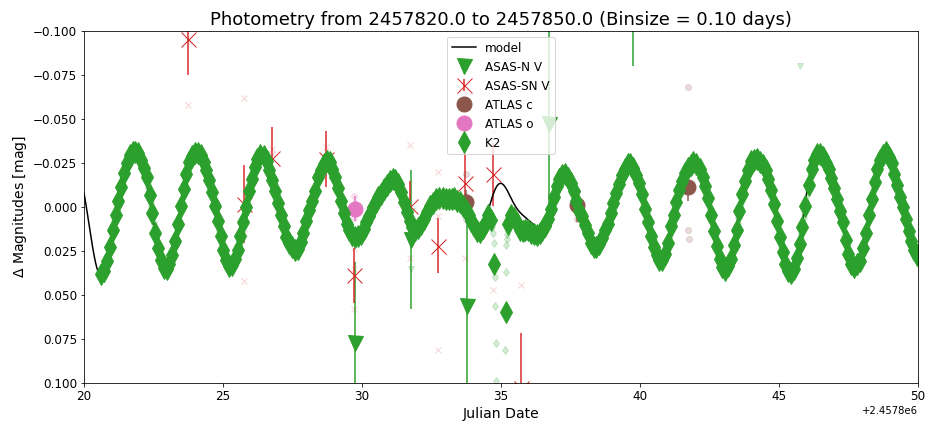 Photometry from 2457820.0 to 2457850.0 (Binsize = 0.10 days)
−0.100
−0.075
−0.050
−0.025
0.000
0.025
0.050
0.075
0.100
Δ Magnitudes [mag]
model
ASAS-N V
ASAS-SN V
ATLAS c
ATLAS o
K2
20
25
30
35
40
45
50
Julian Date
+2.4578e6